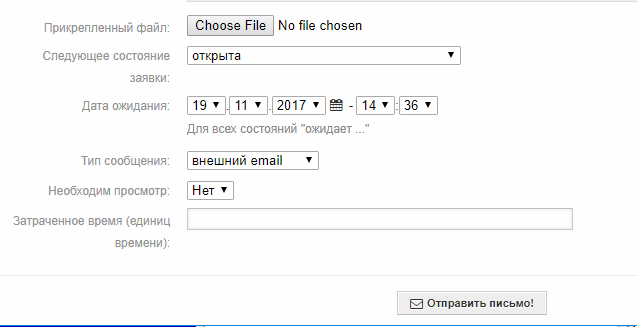 Прикрепленный файл: Choose File No file chosen
Следующее состояние заявки: открыта
Дата ожидания: 19 . 11 . 2017 - 14 : 36
Для всех состояний "ожидает ..."
Тип сообщения: внешний email
Необходим просмотр: Нет
Затраченное время (единиц
времени):
Отправить письмо!